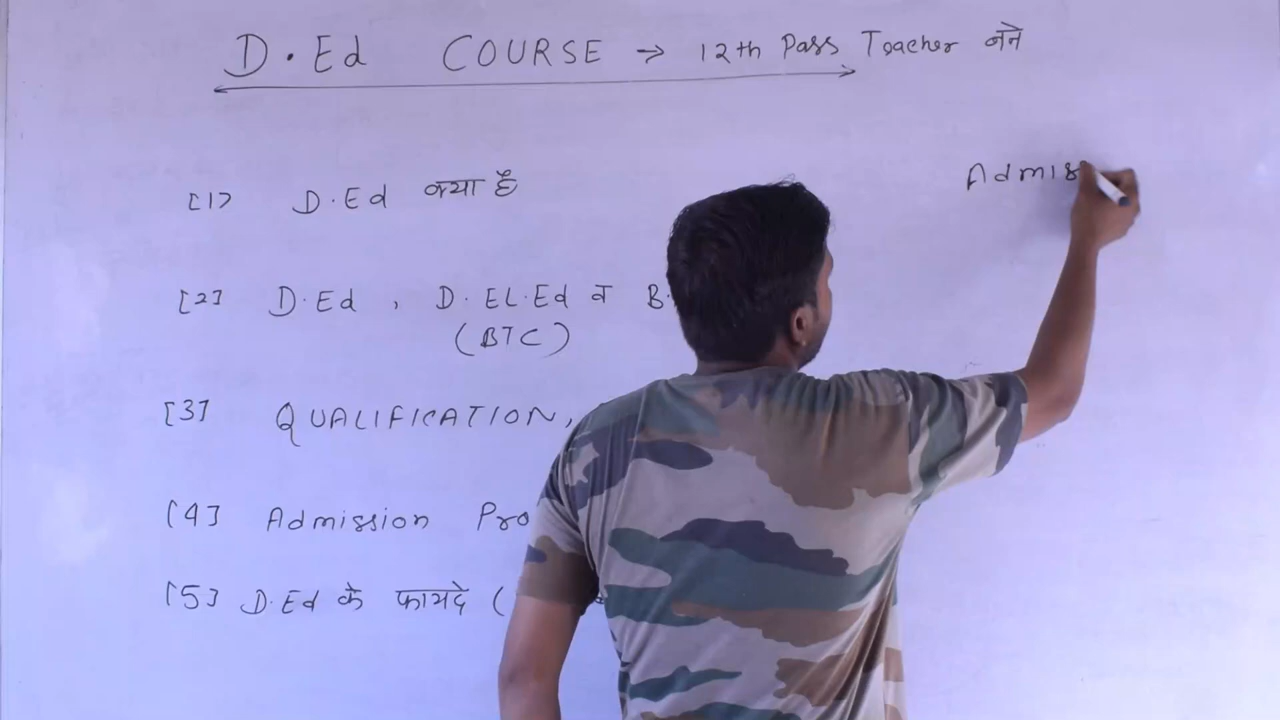 D.Ed COURSE → 12th Pass Teacher बने
[1] D.Ed क्या है
Admiss
[2] D.Ed , D.EL.Ed व B.
(BTC)
[3] QUALIFICATION,
[4] Admission Pro
[5] D.Ed के फायदे (